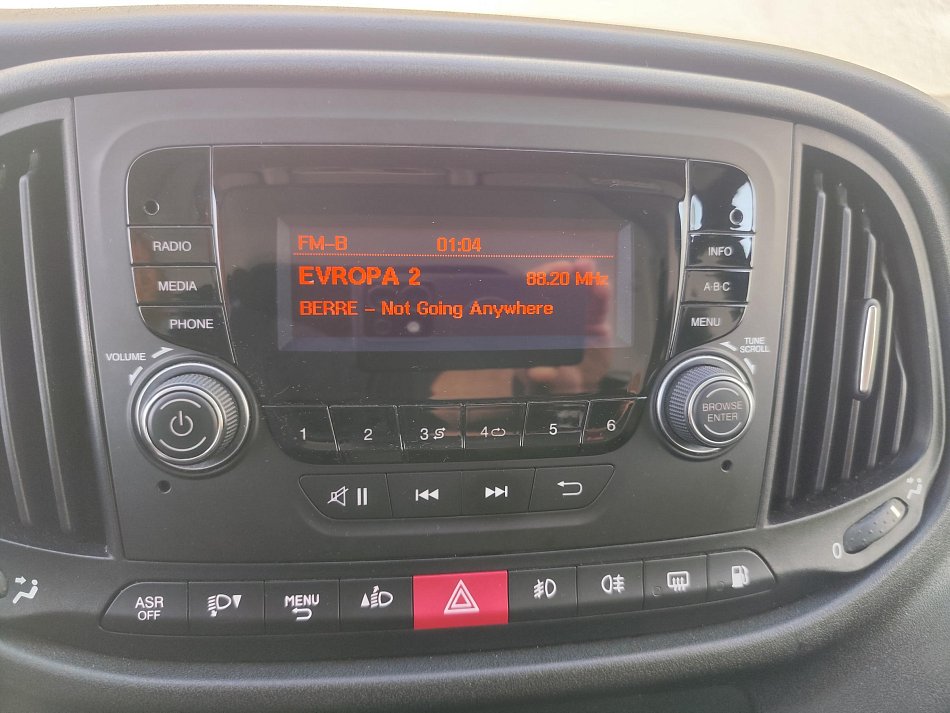 FM-B 01:04
EVROPA 2 88.20 MHz
BERRE - Not Going Anywhere
RADIO
MEDIA
PHONE
INFO
A·B·C
MENU
VOLUME
TUNE
SCROLL
BROWSE
ENTER
1 2 3 4 5 6
0
ASR
OFF
MENU